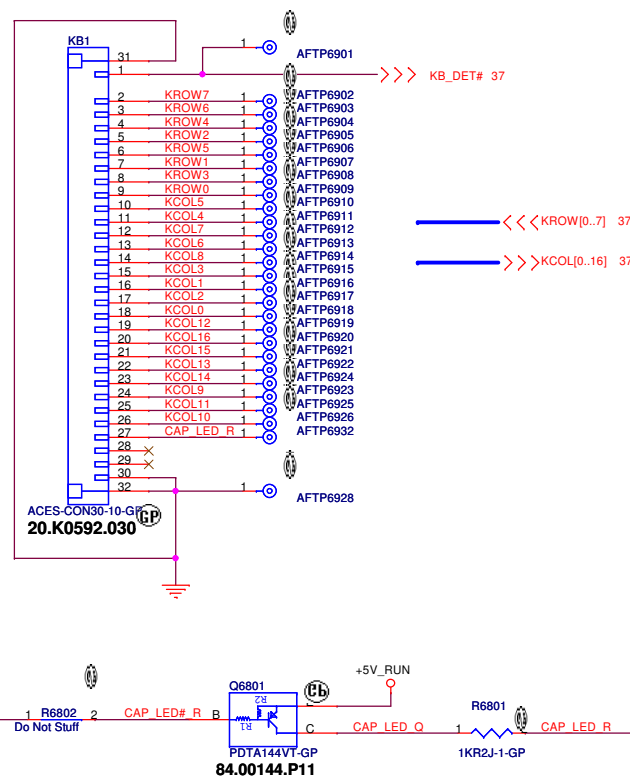 KB1
31
1 1 AFTP6901
KB_DET# 37
2 KROW7 1 AFTP6902
3 KROW6 1 AFTP6903
4 KROW4 1 AFTP6904
5 KROW2 1 AFTP6905
6 KROW5 1 AFTP6906
7 KROW1 1 AFTP6907
8 KROW3 1 AFTP6908
9 KROW0 1 AFTP6909
10 KCOL5 1 AFTP6910
11 KCOL4 1 AFTP6911
12 KCOL7 1 AFTP6912
13 KCOL6 1 AFTP6913
14 KCOL8 1 AFTP6914
15 KCOL3 1 AFTP6915
16 KCOL1 1 AFTP6916
17 KCOL2 1 AFTP6917
18 KCOL0 1 AFTP6918
19 KCOL12 1 AFTP6919
20 KCOL16 1 AFTP6920
21 KCOL15 1 AFTP6921
22 KCOL13 1 AFTP6922
23 KCOL14 1 AFTP6924
24 KCOL9 1 AFTP6923
25 KCOL11 1 AFTP6925
26 KCOL10 1 AFTP6926
27 CAP_LED_R 1 AFTP6932
28
29
30
32 1 AFTP6928
KROW[0..7] 37
KCOL[0..16] 37
ACES-CON30-10-GP
GP
20.K0592.030
+5V_RUN
Q6801
R2
R1
B
C
1 R6802 2
Do Not Stuff
CAP_LED#_R
CAP_LED_Q
R6801
1
CAP_LED_R
1KR2J-1-GP
PDTA144VT-GP
84.00144.P11